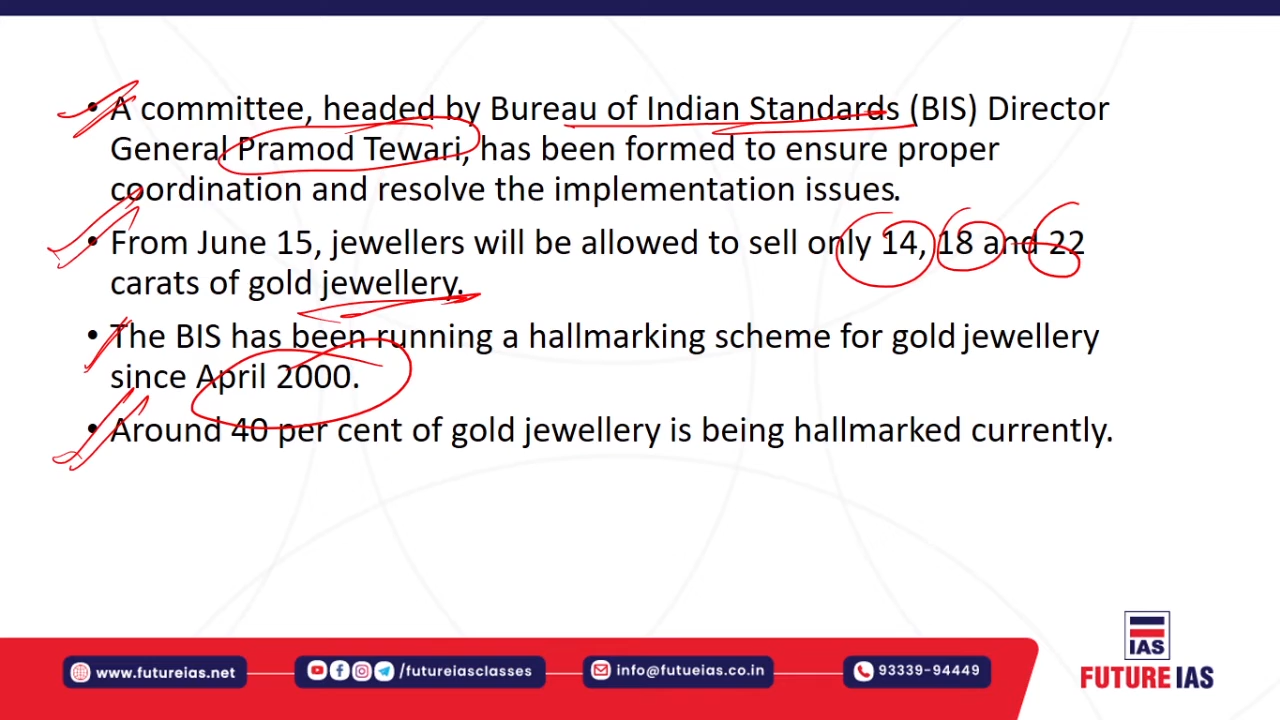 • A committee, headed by Bureau of Indian Standards (BIS) Director
General Pramod Tewari, has been formed to ensure proper
coordination and resolve the implementation issues.
• From June 15, jewellers will be allowed to sell only 14, 18 and 22
carats of gold jewellery.
• The BIS has been running a hallmarking scheme for gold jewellery
since April 2000.
• Around 40 per cent of gold jewellery is being hallmarked currently.
IAS
FUTURE IAS
www.futureias.net
/futureiasclasses
info@futueias.co.in
93339-94449